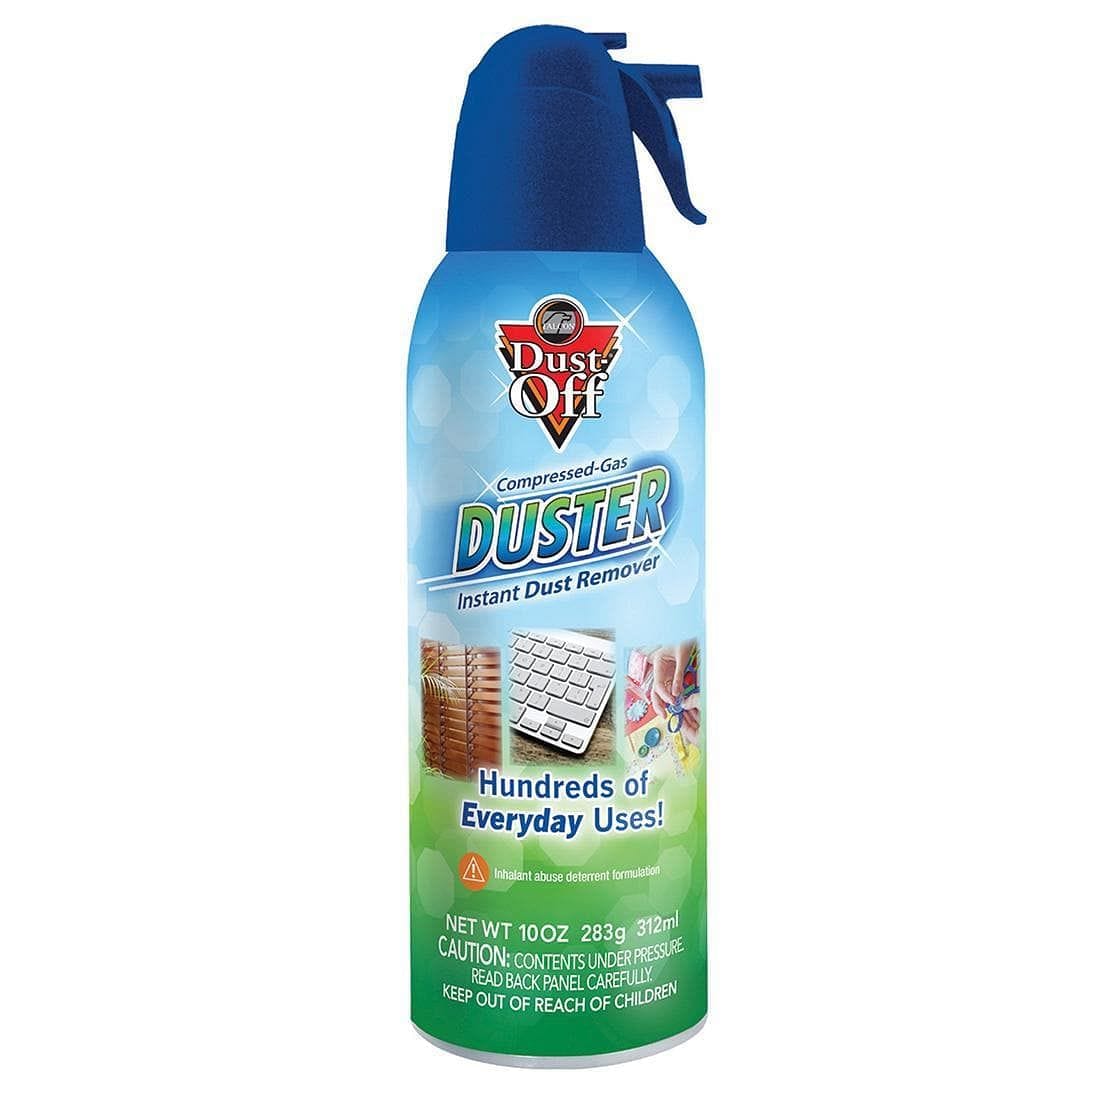 FALCON
Dust-
Off
Compressed-Gas
DUSTER
Instant Dust Remover
Hundreds of
Everyday Uses!
Inhalant abuse deterrent formulation
NET WT 10OZ 283g 312ml
CAUTION: CONTENTS UNDER PRESSURE.
READ BACK PANEL CAREFULLY.
KEEP OUT OF REACH OF CHILDREN